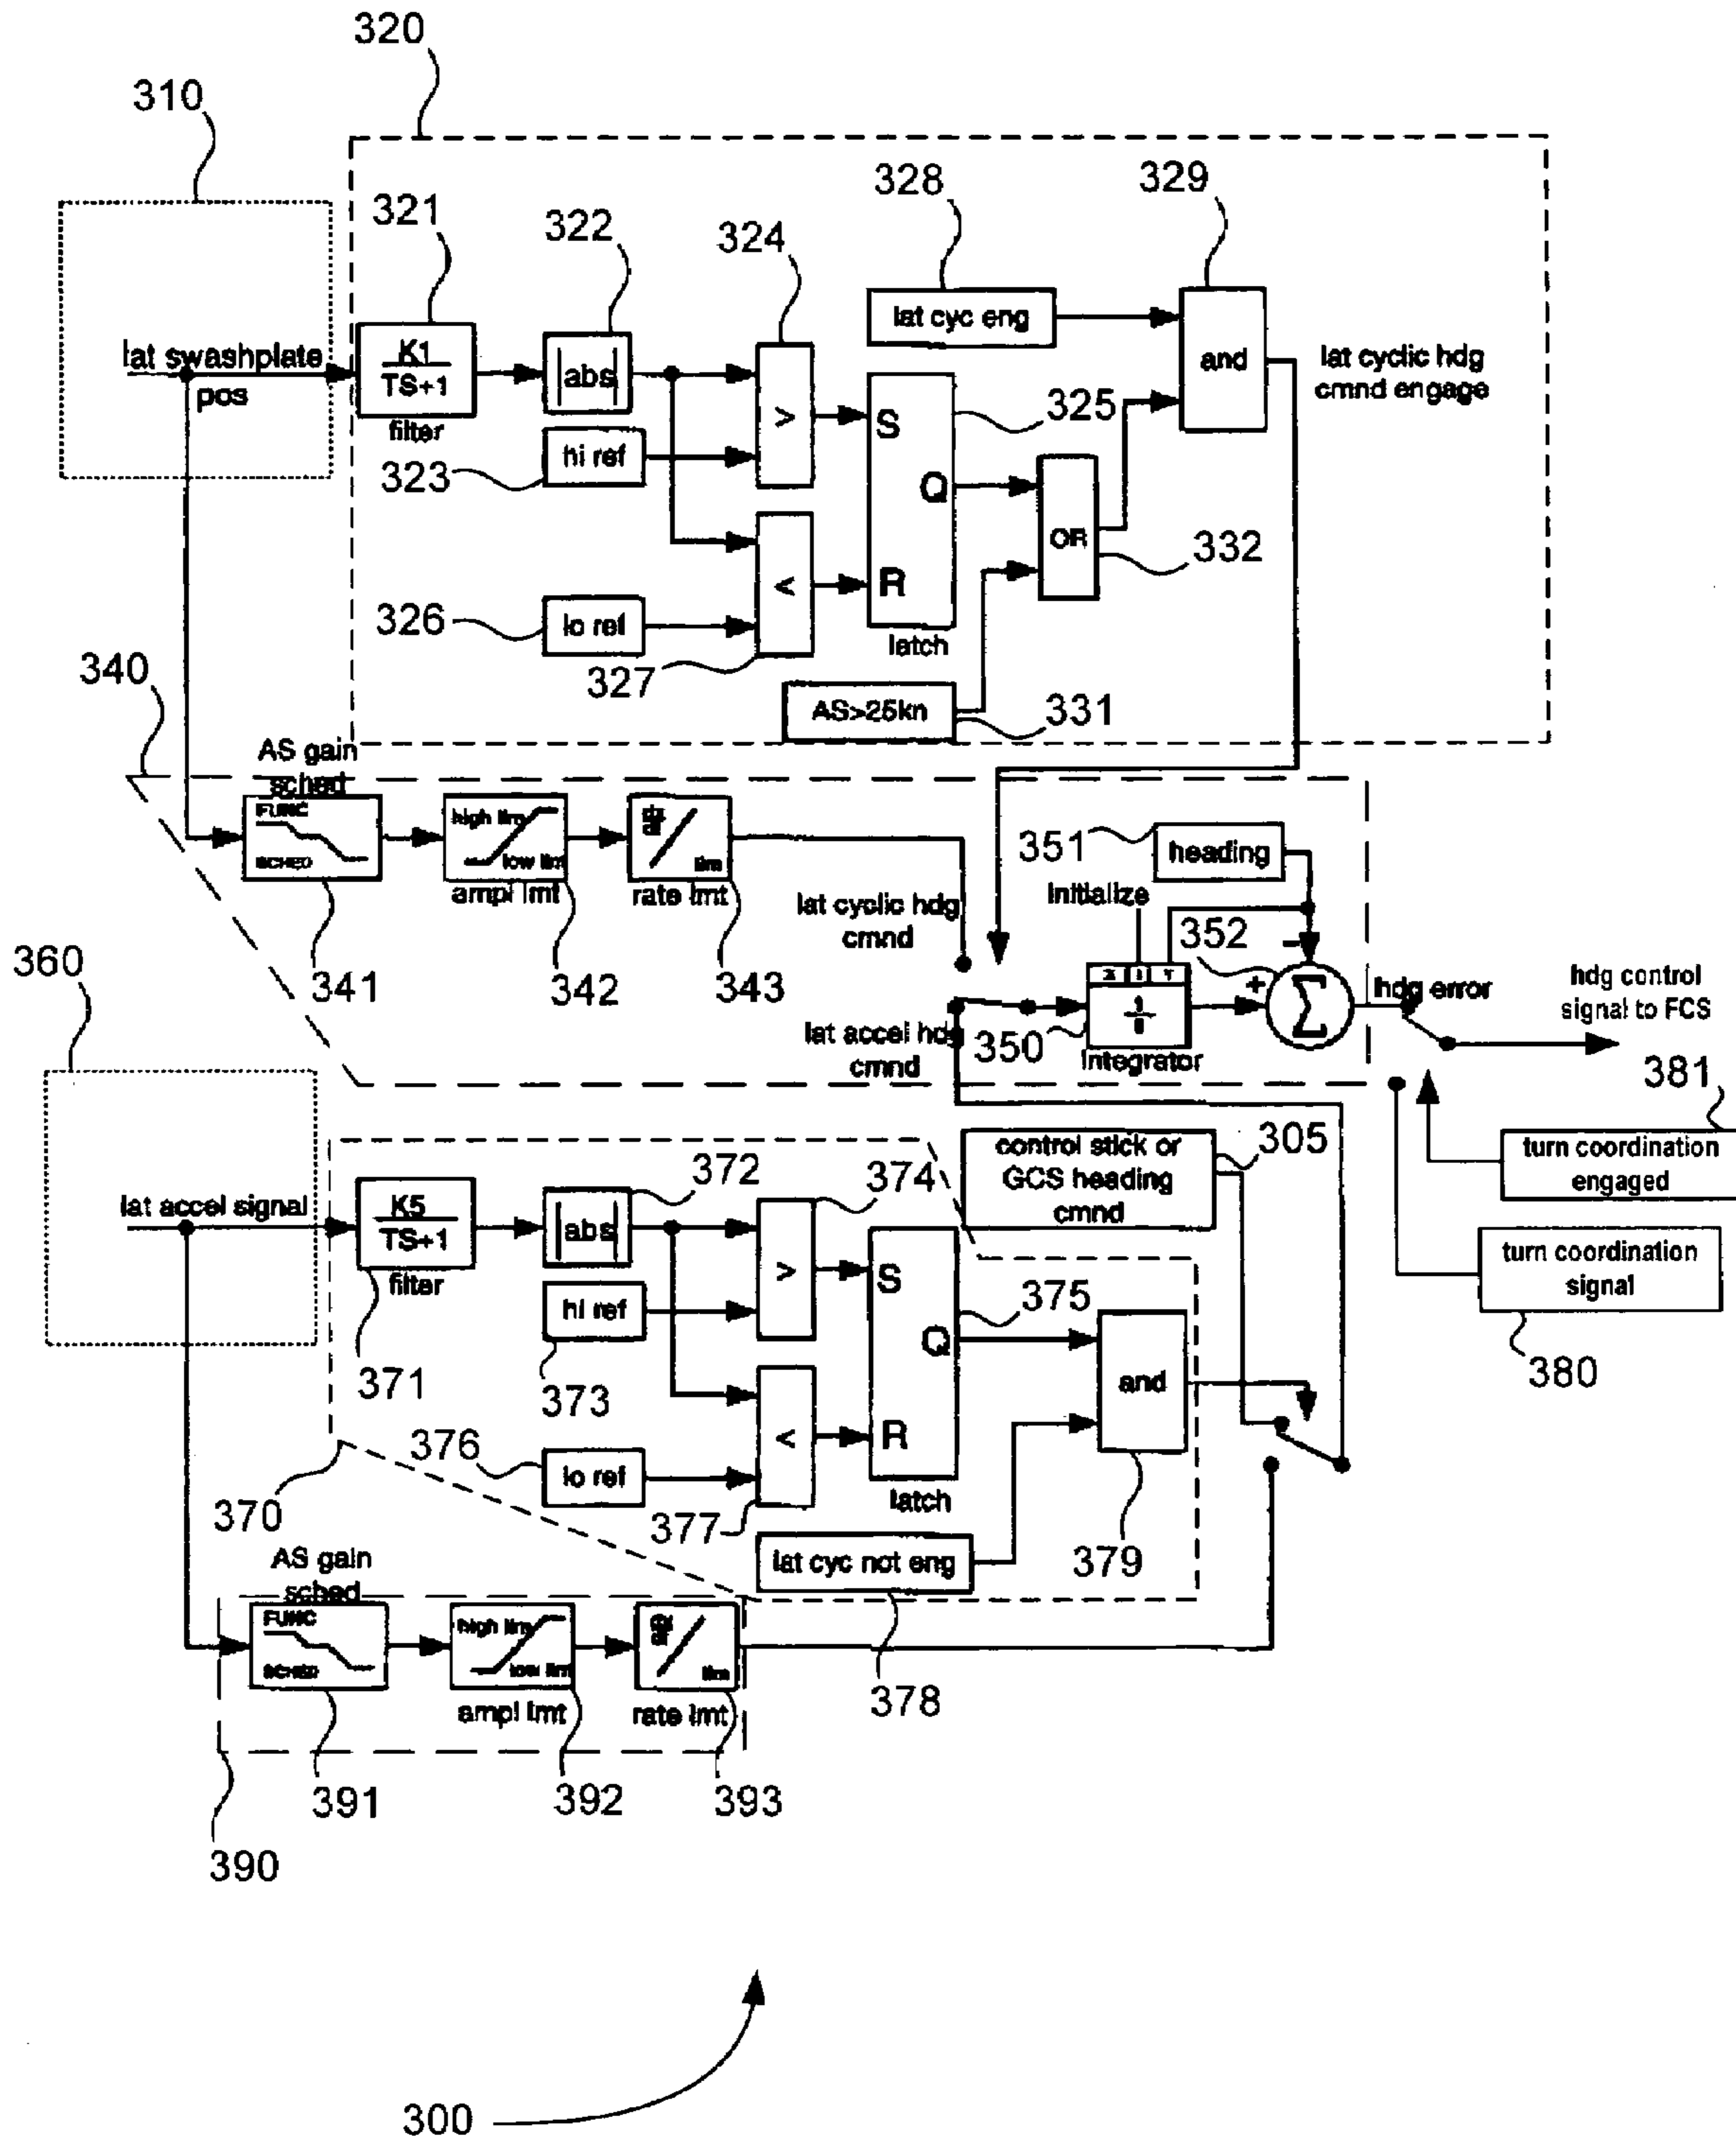 320
310
328
329
321
322
324
lat cyc eng
K1
TS+1
filter
|abs|
>
and
lat cyclic hdg
cmnd engage
lat swashplate
pos
S
325
hi ref
323
Q
OR
332
<
R
326
lo ref
latch
327
340
AS>25kn
331
AS gain
sched
FUNC
SCHED
high lim
low lim
ampl lmt
lim
rate lmt
351
heading
initialize
lat cyclic hdg
cmnd
352
-
360
341
342
343
+
Σ
hdg error
hdg control
signal to FCS
lat accel hdg
cmnd
350
integrator
381
control stick or
GCS heading
cmnd
305
turn coordination
engaged
372
374
lat accel signal
K5
TS+1
filter
|abs|
>
S
turn coordination
signal
375
hi ref
Q
371
373
and
380
376
<
R
lo ref
370
latch
377
379
lat cyc not eng
AS gain
sched
FUNC
SCHED
high lim
low lim
ampl lmt
lim
rate lmt
378
391
392
393
390
300